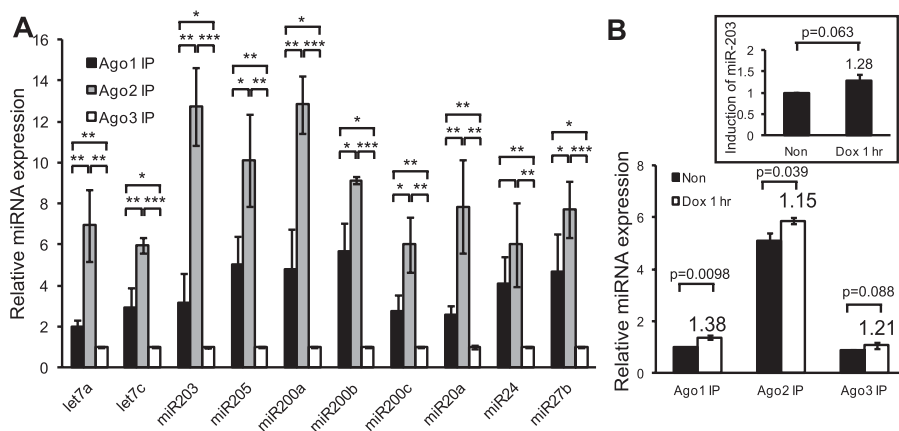 A
Relative miRNA expression
16
14
12
10
8
6
4
2
0
Ago1 IP
Ago2 IP
Ago3 IP
** ** **
* ** ***
* ** ***
** * **
* ** ***
* * ***
** * **
** ** **
** **
* * ***
let7a let7c miR203 miR205 miR200a miR200b miR200c miR20a miR24 miR27b
B
Induction of miR-203
2
1.5
1
0.5
0
p=0.063
1.28
Non Dox 1 hr
Relative miRNA expression
8
6
4
2
0
Non
Dox 1 hr
p=0.0098
1.38
p=0.039
1.15
p=0.088
1.21
Ago1 IP Ago2 IP Ago3 IP